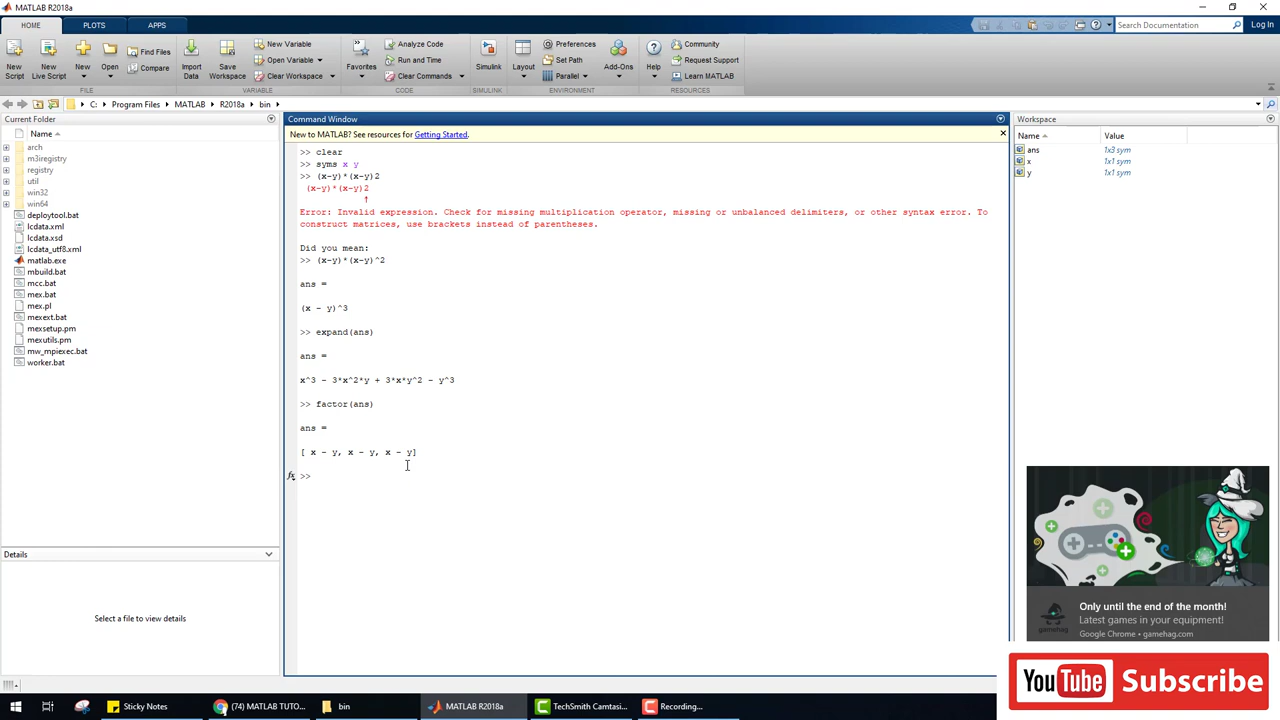 MATLAB R2018a
HOME
PLOTS
APPS
Search Documentation
Log In
New Script
New Live Script
New
Open
Find Files
Compare
Import Data
Save Workspace
New Variable
Open Variable
Clear Workspace
Favorites
Analyze Code
Run and Time
Clear Commands
Simulink
Layout
Preferences
Set Path
Parallel
Add-Ons
Help
Community
Request Support
Learn MATLAB
FILE
VARIABLE
CODE
SIMULINK
ENVIRONMENT
RESOURCES
C: Program Files MATLAB R2018a bin
Current Folder
Name
arch
m3iregistry
registry
util
win32
win64
deploytool.bat
lcdata.xml
lcdata.xsd
lcdata_utf8.xml
matlab.exe
mbuild.bat
mcc.bat
mex.bat
mex.pl
mexext.bat
mexsetup.pm
mexutils.pm
mw_mpiexec.bat
worker.bat
Details
Select a file to view details
Command Window
New to MATLAB? See resources for Getting Started.
>> clear
>> syms x y
>> (x-y)*(x-y)2
(x-y)*(x-y)2
↑
Error: Invalid expression. Check for missing multiplication operator, missing or unbalanced delimiters, or other syntax error. To
construct matrices, use brackets instead of parentheses.
Did you mean:
>> (x-y)*(x-y)^2
ans =
(x - y)^3
>> expand(ans)
ans =
x^3 - 3*x^2*y + 3*x*y^2 - y^3
>> factor(ans)
ans =
[ x - y, x - y, x - y]
fx >>
Workspace
Name Value
ans 1x3 sym
x 1x1 sym
y 1x1 sym
Only until the end of the month!
Latest games in your equipment!
gamehag
Google Chrome • gamehag.com
YouTube Subscribe
Sticky Notes
(74) MATLAB TUTO...
bin
MATLAB R2018a
TechSmith Camtasi...
Recording...